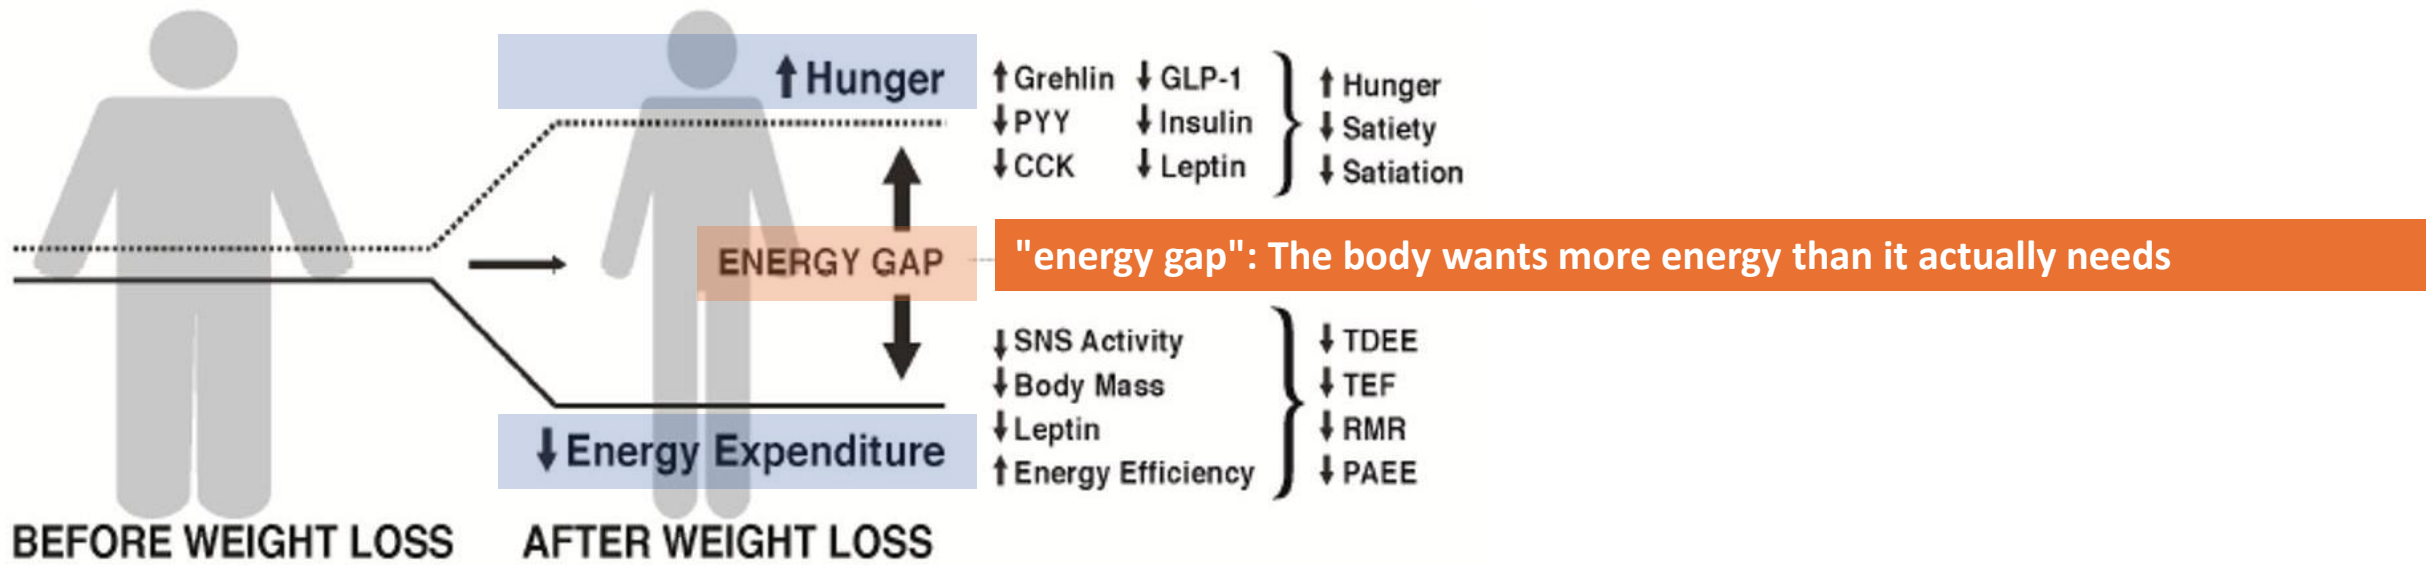 ↑ Hunger
↑ Grehlin ↓ GLP-1
↓ PYY ↓ Insulin
↓ CCK ↓ Leptin
↑ Hunger
↓ Satiety
↓ Satiation
ENERGY GAP
"energy gap": The body wants more energy than it actually needs
↓ Energy Expenditure
↓ SNS Activity
↓ Body Mass
↓ Leptin
↑ Energy Efficiency
↓ TDEE
↓ TEF
↓ RMR
↓ PAEE
BEFORE WEIGHT LOSS
AFTER WEIGHT LOSS